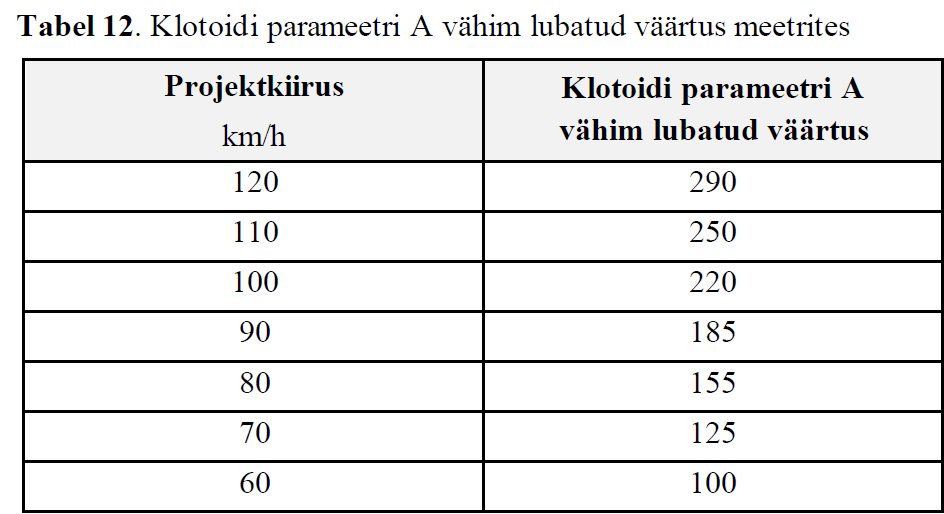 Tabel 12. Klotoidi parameetri A vähim lubatud väärtus meetrites
Projektkiirus
km/h
Klotoidi parameetri A
vähim lubatud väärtus
120 290
110 250
100 220
90 185
80 155
70 125
60 100